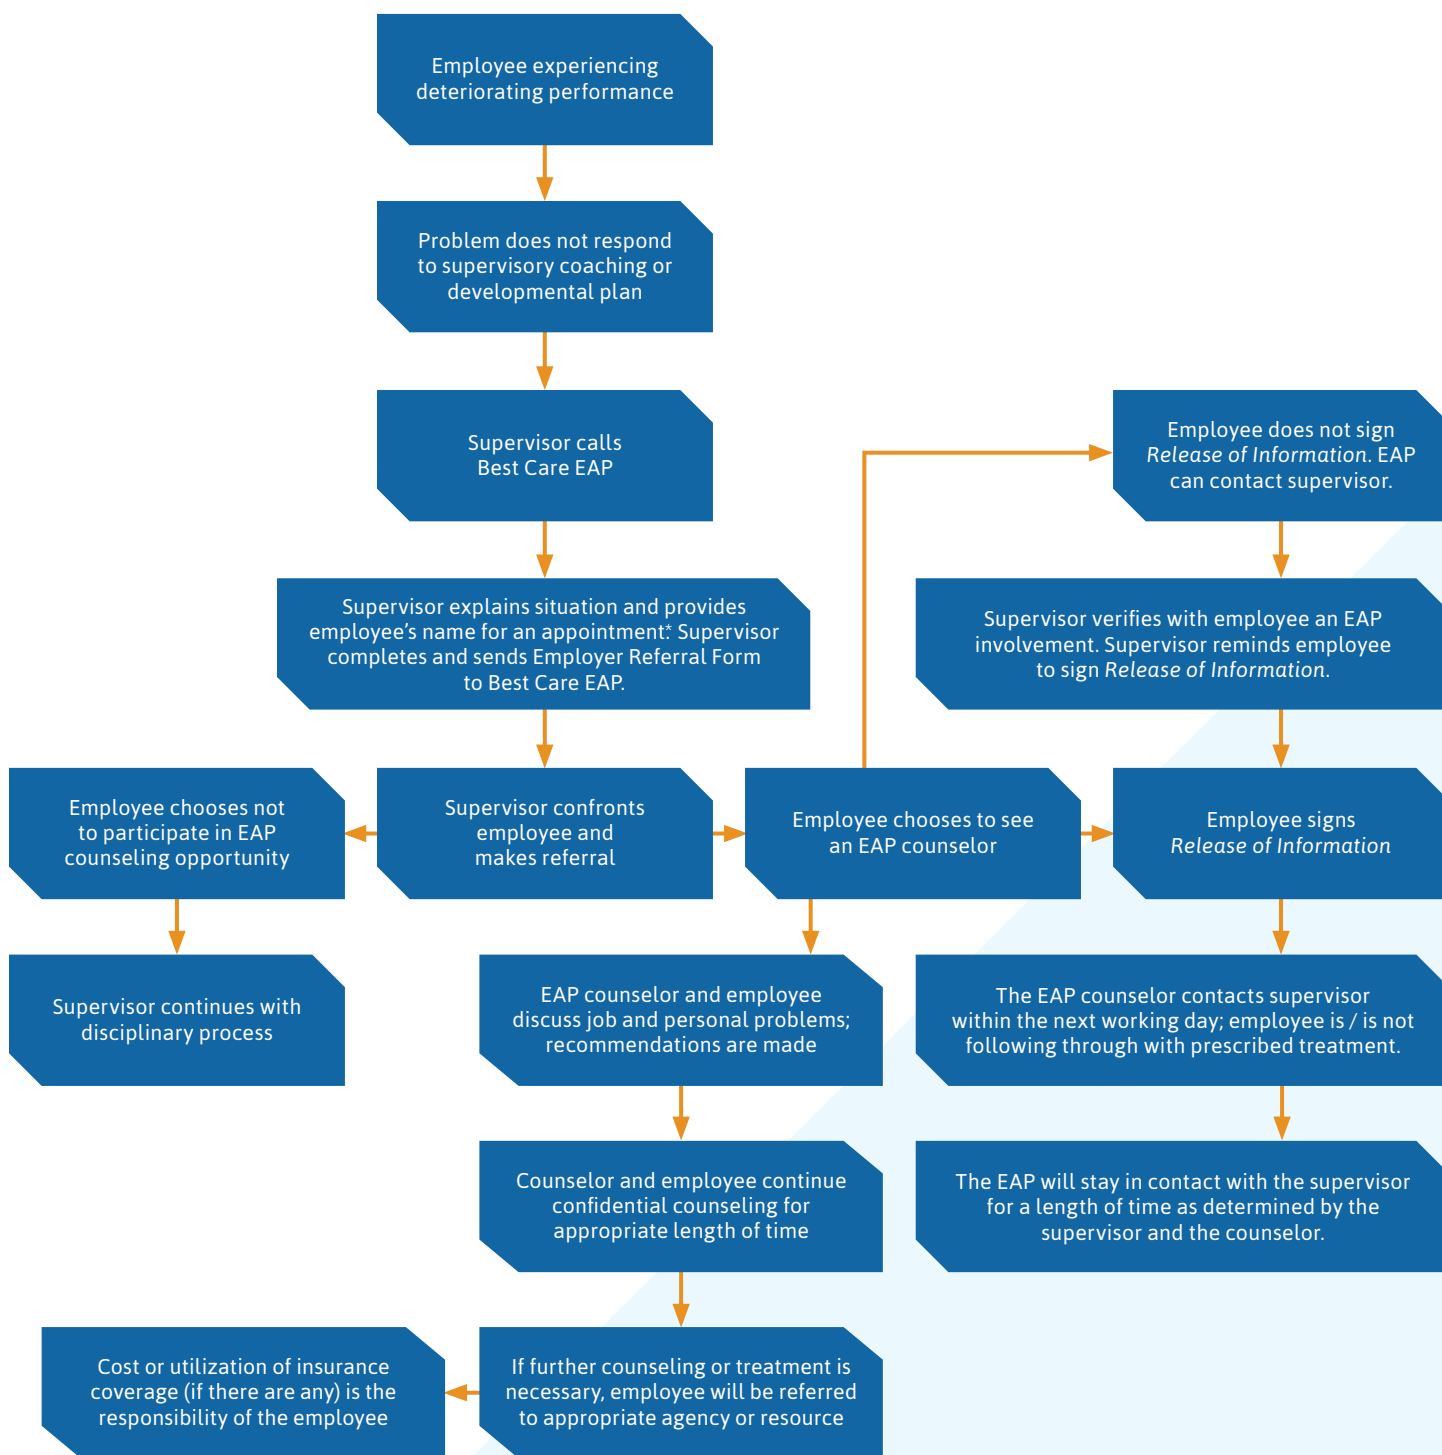 Employee experiencing
deteriorating performance
Problem does not respond
to supervisory coaching or
developmental plan
Supervisor calls
Best Care EAP
Supervisor explains situation and provides
employee’s name for an appointment.* Supervisor
completes and sends Employer Referral Form
to Best Care EAP.
Employee does not sign
Release of Information. EAP
can contact supervisor.
Supervisor verifies with employee an EAP
involvement. Supervisor reminds employee
to sign Release of Information.
Employee chooses not
to participate in EAP
counseling opportunity
Supervisor confronts
employee and
makes referral
Employee chooses to see
an EAP counselor
Employee signs
Release of Information
Supervisor continues with
disciplinary process
EAP counselor and employee
discuss job and personal problems;
recommendations are made
The EAP counselor contacts supervisor
within the next working day; employee is / is not
following through with prescribed treatment.
Counselor and employee continue
confidential counseling for
appropriate length of time
The EAP will stay in contact with the supervisor
for a length of time as determined by the
supervisor and the counselor.
Cost or utilization of insurance
coverage (if there are any) is the
responsibility of the employee
If further counseling or treatment is
necessary, employee will be referred
to appropriate agency or resource